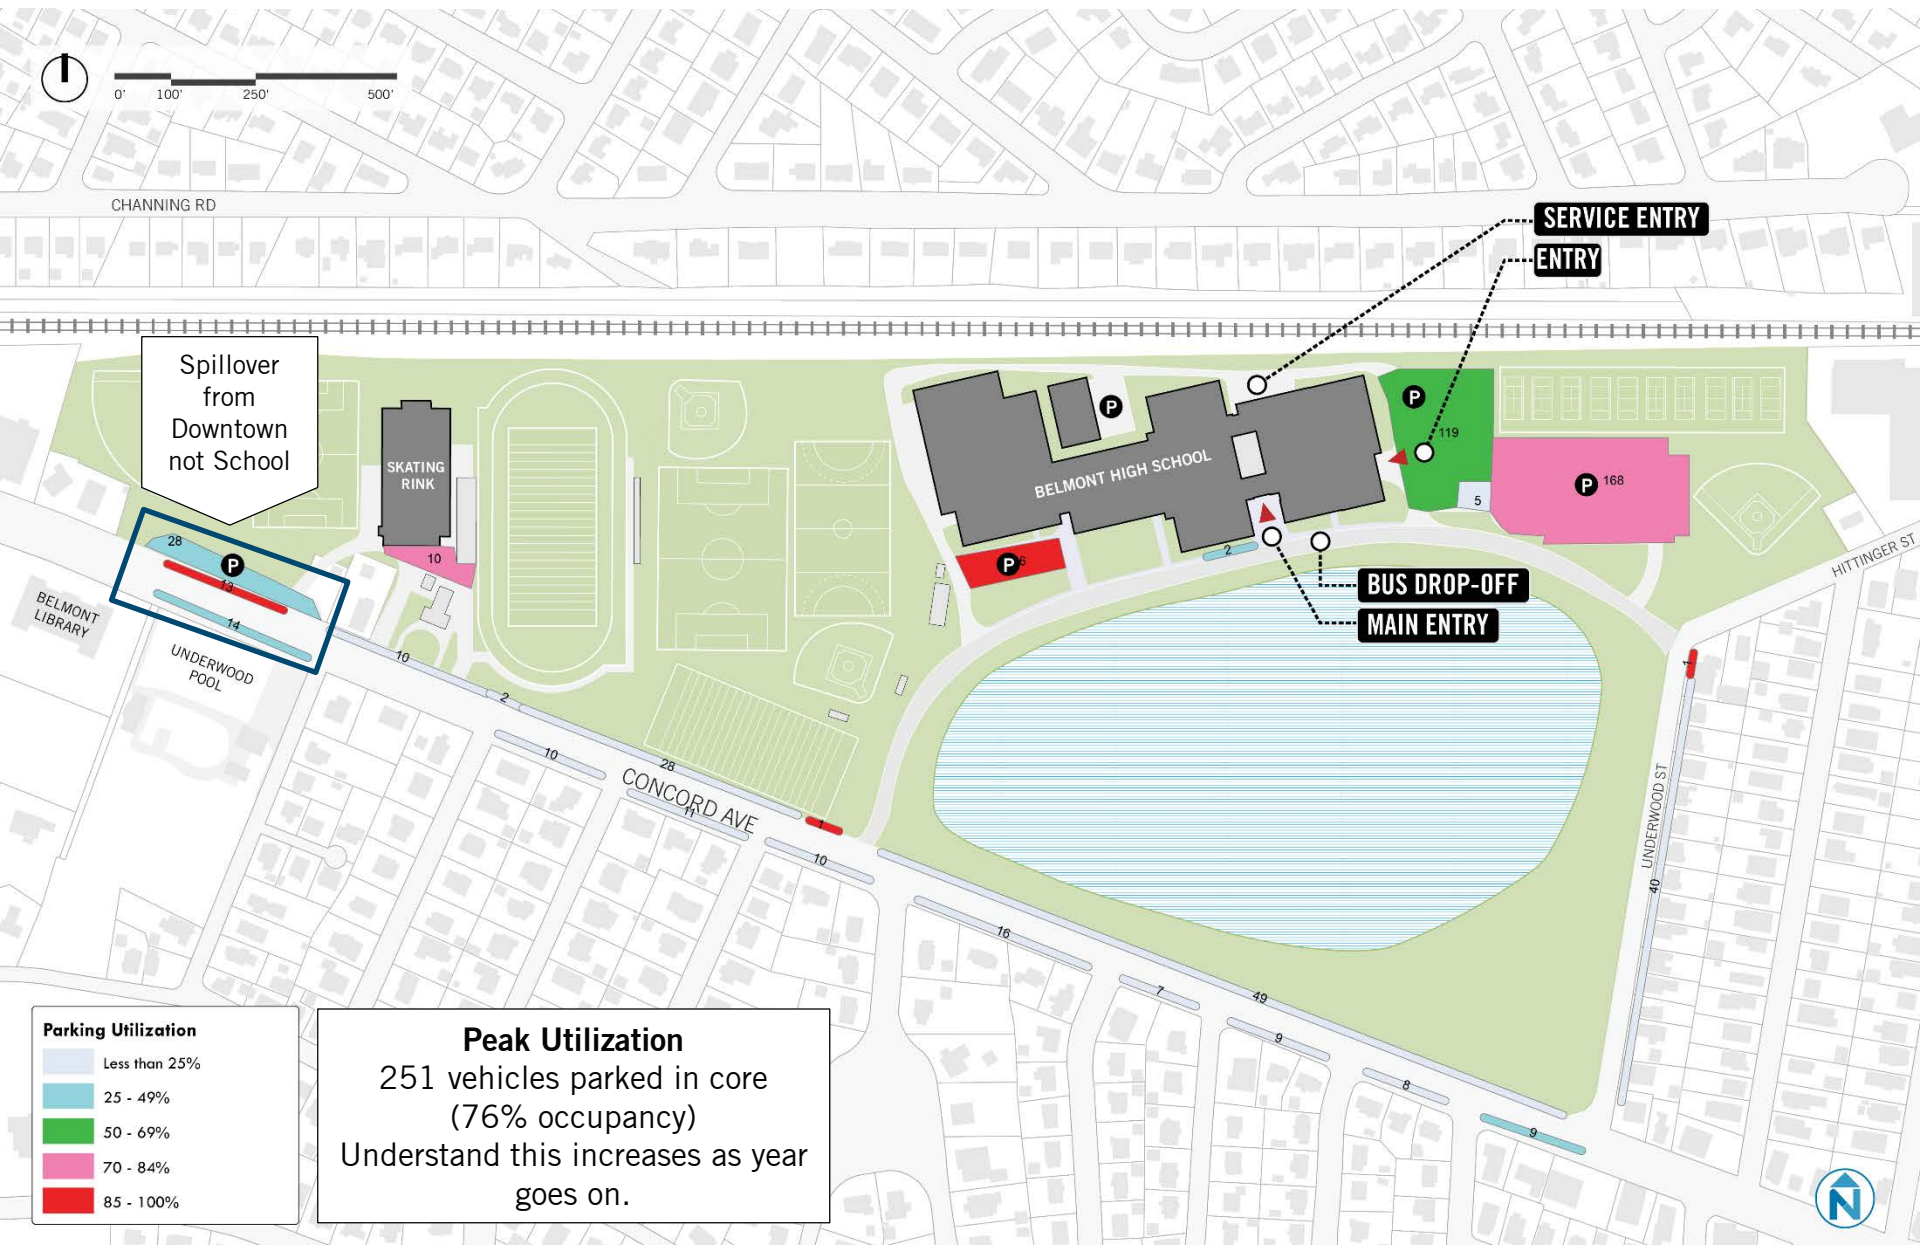 0' 100' 250' 500'
CHANNING RD
SERVICE ENTRY
ENTRY
Spillover
from
Downtown
not School
SKATING
RINK
BELMONT HIGH SCHOOL
P
P
119
5
P 168
28
P
13
14
10
P
2
BUS DROP-OFF
MAIN ENTRY
HITTINGER ST
BELMONT
LIBRARY
UNDERWOOD
POOL
10
2
10
28
CONCORD AVE
11
1
10
1
UNDERWOOD ST
40
16
7
49
9
8
9
Parking Utilization
Less than 25%
25 - 49%
50 - 69%
70 - 84%
85 - 100%
Peak Utilization
251 vehicles parked in core
(76% occupancy)
Understand this increases as year
goes on.
N